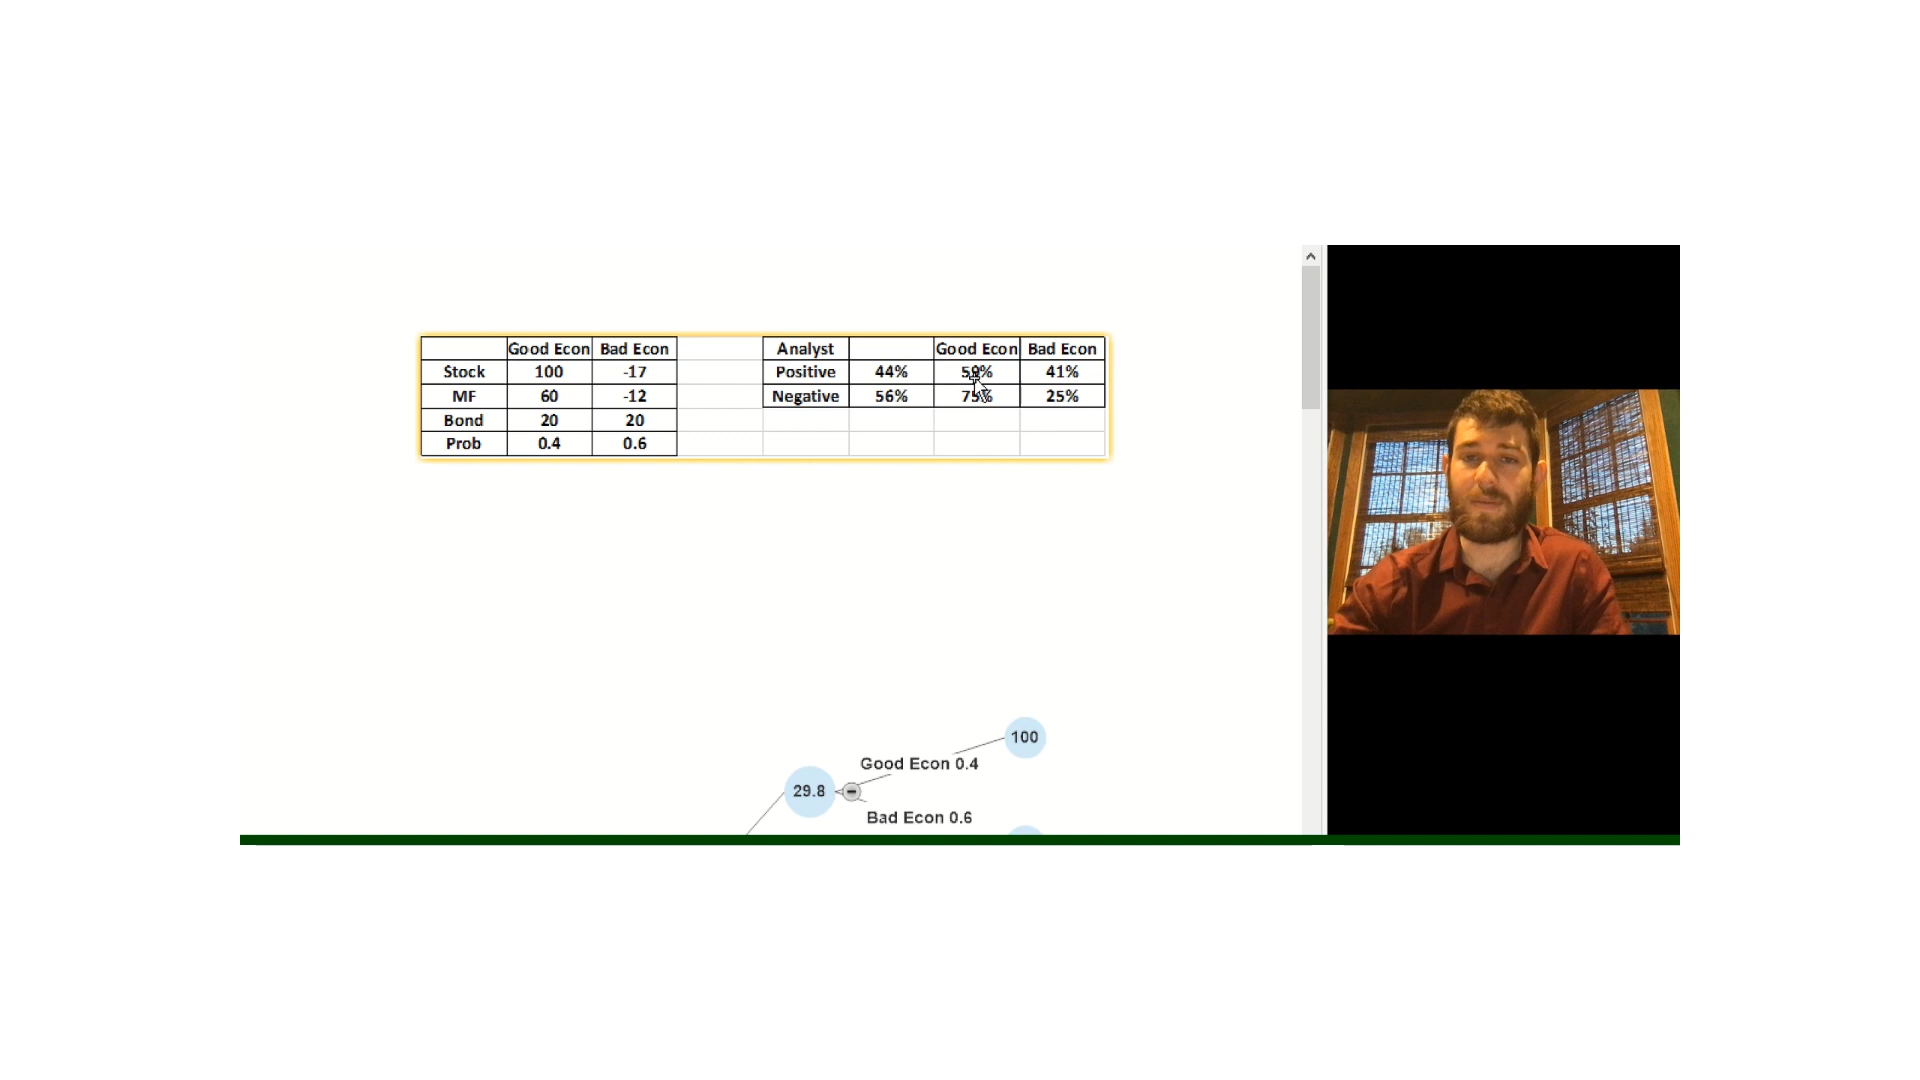 Good Econ Bad Econ Analyst Good Econ Bad Econ
Stock 100 -17 Positive 44% 59% 41%
MF 60 -12 Negative 56% 75% 25%
Bond 20 20
Prob 0.4 0.6
100
Good Econ 0.4
29.8
Bad Econ 0.6